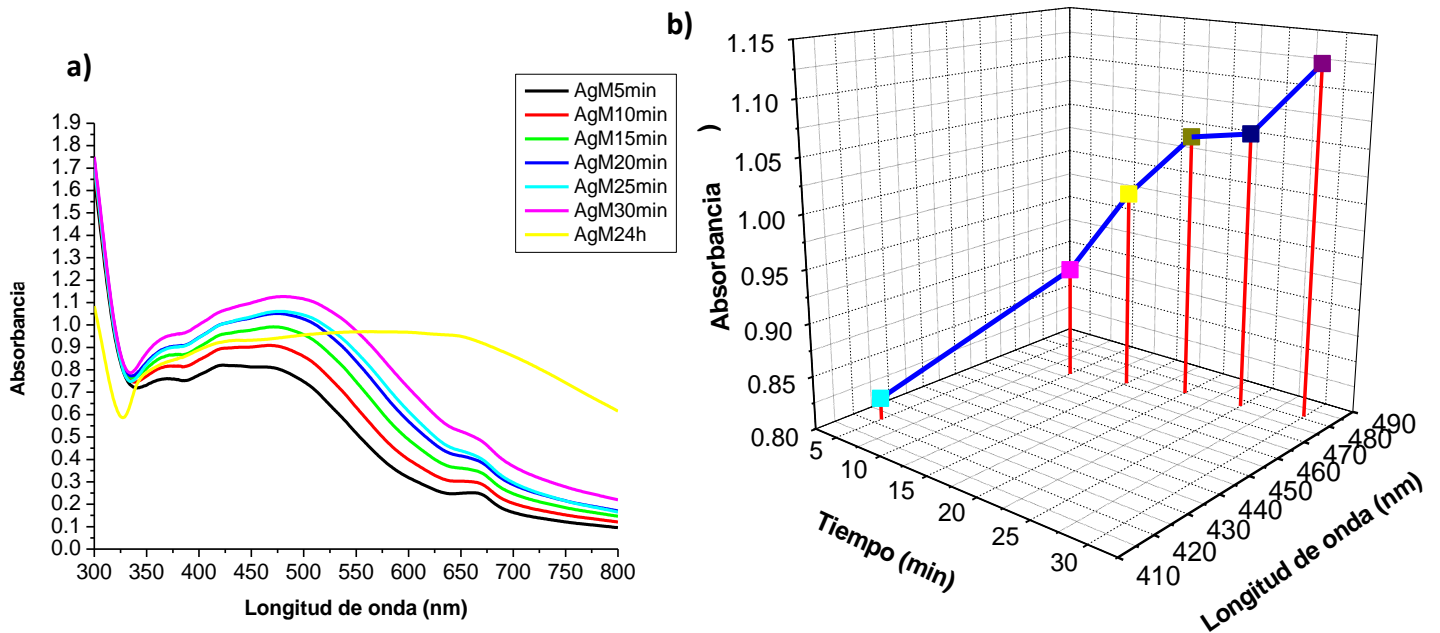 a)
AgM5min
AgM10min
AgM15min
AgM20min
AgM25min
AgM30min
AgM24h
1.9
1.8
1.7
1.6
1.5
1.4
1.3
1.2
1.1
1.0
0.9
0.8
0.7
0.6
0.5
0.4
0.3
0.2
0.1
0.0
Absorbancia
300 350 400 450 500 550 600 650 700 750 800
Longitud de onda (nm)
b)
1.15
1.10
1.05
1.00
0.95
0.90
0.85
0.80
Absorbancia
)
5 10 15 20 25 30
Tiempo (min)
410 420 430 440 450 460 470 480 490
Longitud de onda (nm)